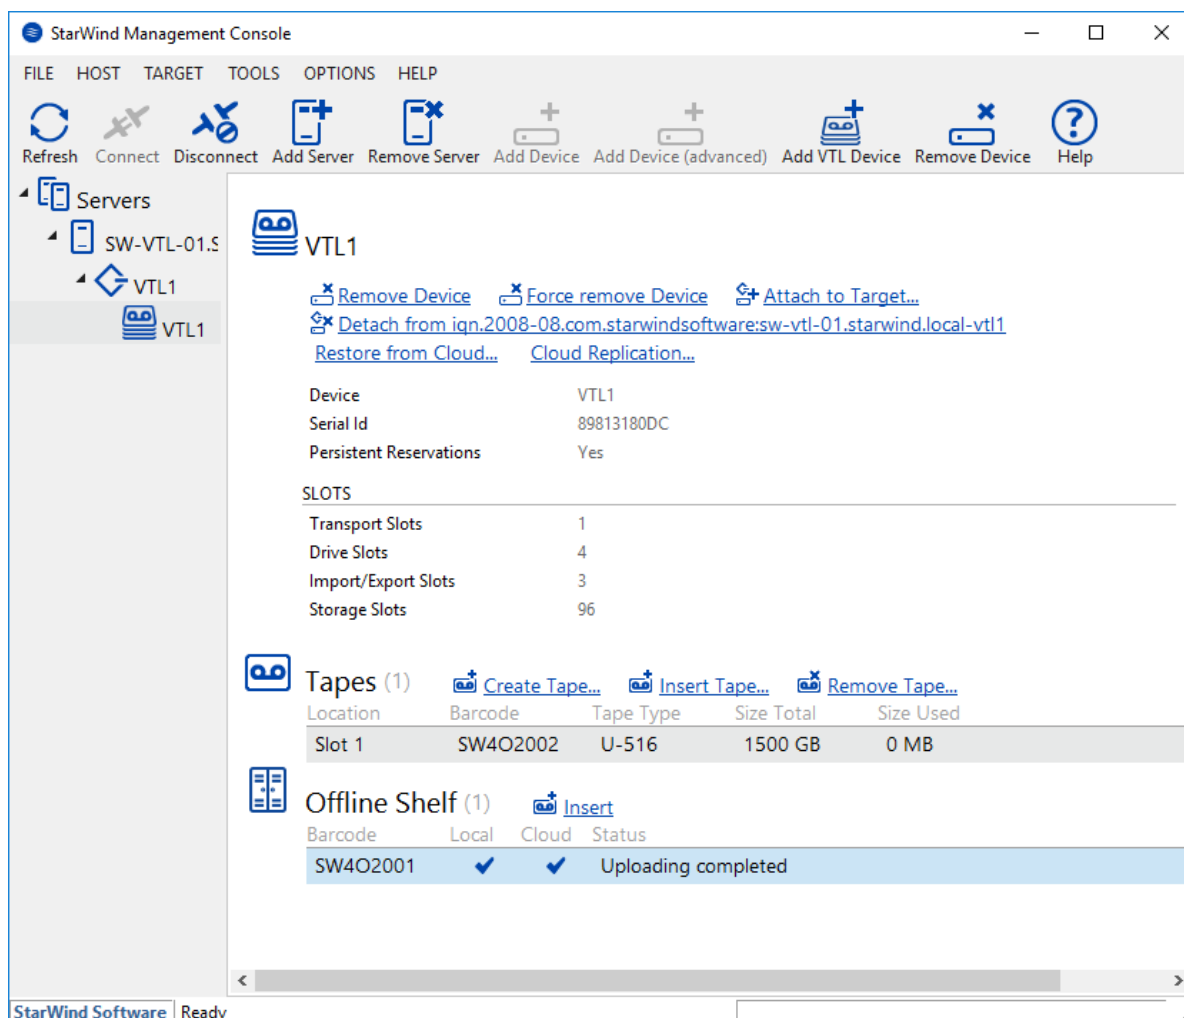 StarWind Management Console
FILE HOST TARGET TOOLS OPTIONS HELP
Refresh Connect Disconnect Add Server Remove Server Add Device Add Device (advanced) Add VTL Device Remove Device Help
Servers
SW-VTL-01.S
VTL1
VTL1
VTL1
Remove Device Force remove Device Attach to Target...
Detach from iqn.2008-08.com.starwindsoftware:sw-vtl-01.starwind.local-vtl1
Restore from Cloud... Cloud Replication...
Device VTL1
Serial Id 89813180DC
Persistent Reservations Yes
SLOTS
Transport Slots 1
Drive Slots 4
Import/Export Slots 3
Storage Slots 96
Tapes (1) Create Tape... Insert Tape... Remove Tape...
Location Barcode Tape Type Size Total Size Used
Slot 1 SW4O2002 U-516 1500 GB 0 MB
Offline Shelf (1) Insert
Barcode Local Cloud Status
SW4O2001 Uploading completed
StarWind Software Ready